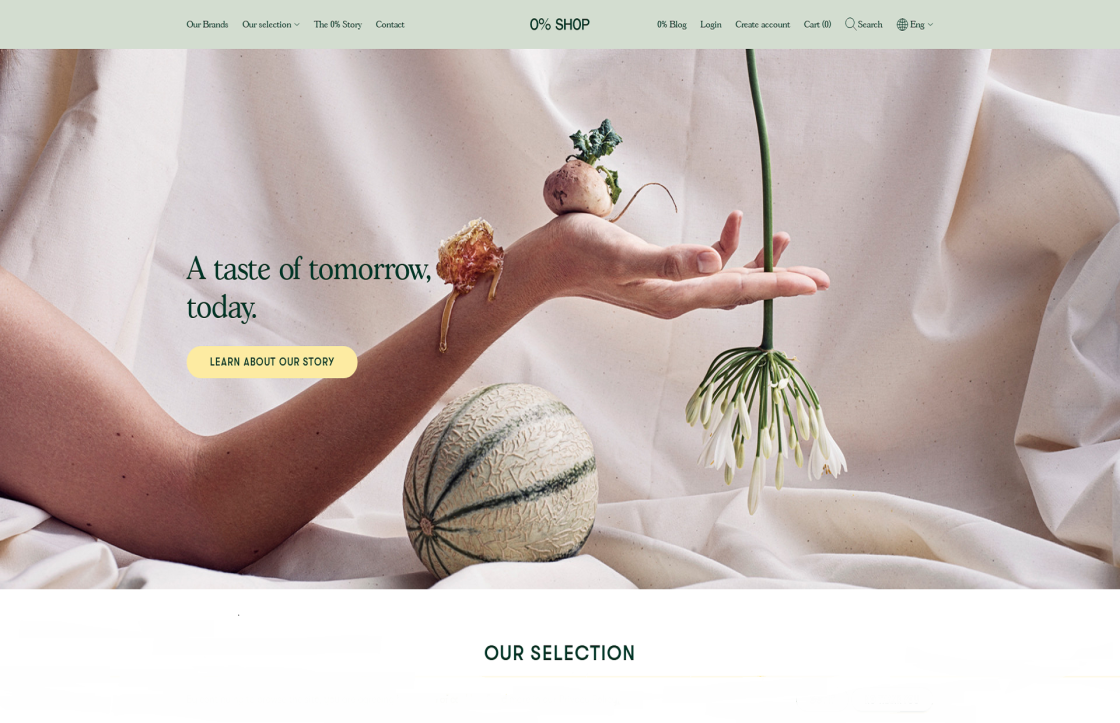 Our Brands
Our selection
The 0% Story
Contact
0% SHOP
0% Blog
Login
Create account
Cart (0)
Search
Eng
A taste of tomorrow,
today.
LEARN ABOUT OUR STORY
OUR SELECTION